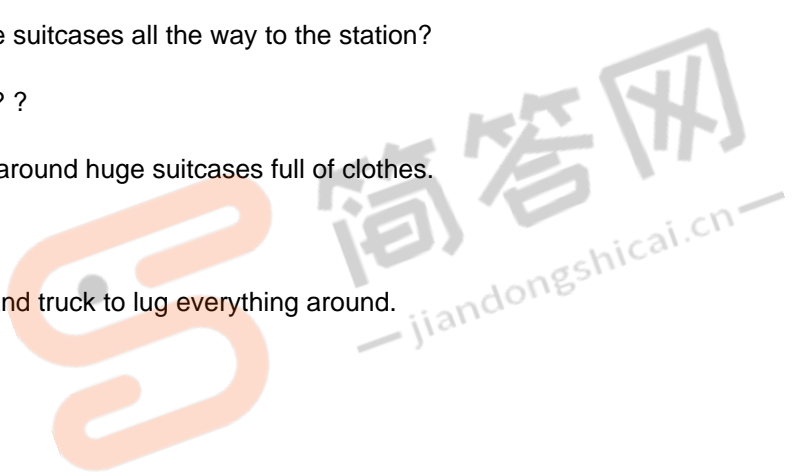 suitcases all the way to the station?
? ?
around huge suitcases full of clothes.
简答网
jiandongshicai.cn
truck to lug everything around.